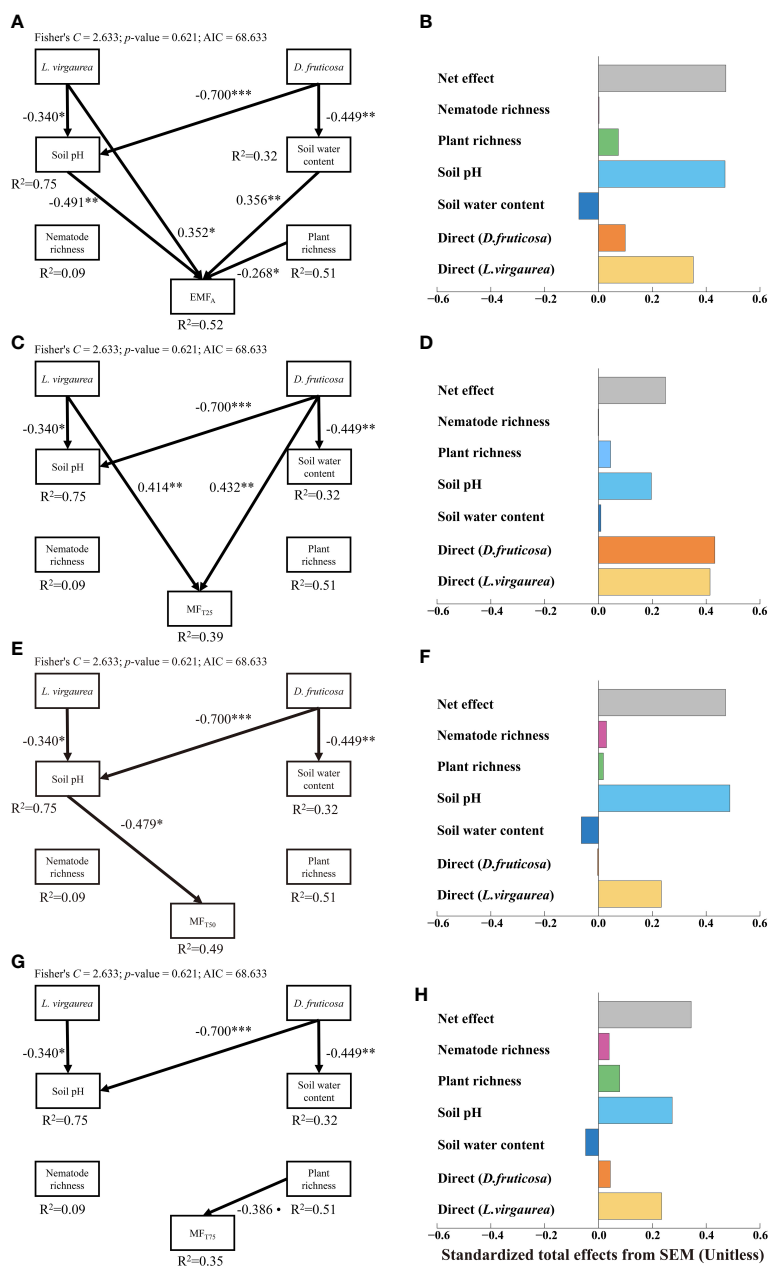 A
Fisher's C = 2.633; p-value = 0.621; AIC = 68.633
L. virgaurea
D. fruticosa
-0.340*
-0.700***
-0.449**
Soil pH
R²=0.32
Soil water
content
R²=0.75
-0.491**
0.356**
0.352*
Nematode
richness
Plant
richness
R²=0.09
-0.268*
R²=0.51
EMF_A
R²=0.52
B
Net effect
Nematode richness
Plant richness
Soil pH
Soil water content
Direct (D.fruticosa)
Direct (L.virgaurea)
−0.6 −0.4 −0.2 0.0 0.2 0.4 0.6
C
Fisher's C = 2.633; p-value = 0.621; AIC = 68.633
L. virgaurea
D. fruticosa
-0.340*
-0.700***
-0.449**
Soil pH
Soil water
content
R²=0.75
0.414**
0.432**
R²=0.32
Nematode
richness
Plant
richness
R²=0.09
R²=0.51
MF_T25
R²=0.39
D
Net effect
Nematode richness
Plant richness
Soil pH
Soil water content
Direct (D.fruticosa)
Direct (L.virgaurea)
−0.6 −0.4 −0.2 0.0 0.2 0.4 0.6
E
Fisher's C = 2.633; p-value = 0.621; AIC = 68.633
L. virgaurea
D. fruticosa
-0.340*
-0.700***
-0.449**
Soil pH
Soil water
content
R²=0.75
R²=0.32
-0.479*
Nematode
richness
Plant
richness
R²=0.09
R²=0.51
MF_T50
R²=0.49
F
Net effect
Nematode richness
Plant richness
Soil pH
Soil water content
Direct (D.fruticosa)
Direct (L.virgaurea)
−0.6 −0.4 −0.2 0.0 0.2 0.4 0.6
G
Fisher's C = 2.633; p-value = 0.621; AIC = 68.633
L. virgaurea
D. fruticosa
-0.340*
-0.700***
-0.449**
Soil pH
Soil water
content
R²=0.75
R²=0.32
Nematode
richness
Plant
richness
R²=0.09
-0.386 •
R²=0.51
MF_T75
R²=0.35
H
Net effect
Nematode richness
Plant richness
Soil pH
Soil water content
Direct (D.fruticosa)
Direct (L.virgaurea)
−0.6 −0.4 −0.2 0.0 0.2 0.4 0.6
Standardized total effects from SEM (Unitless)